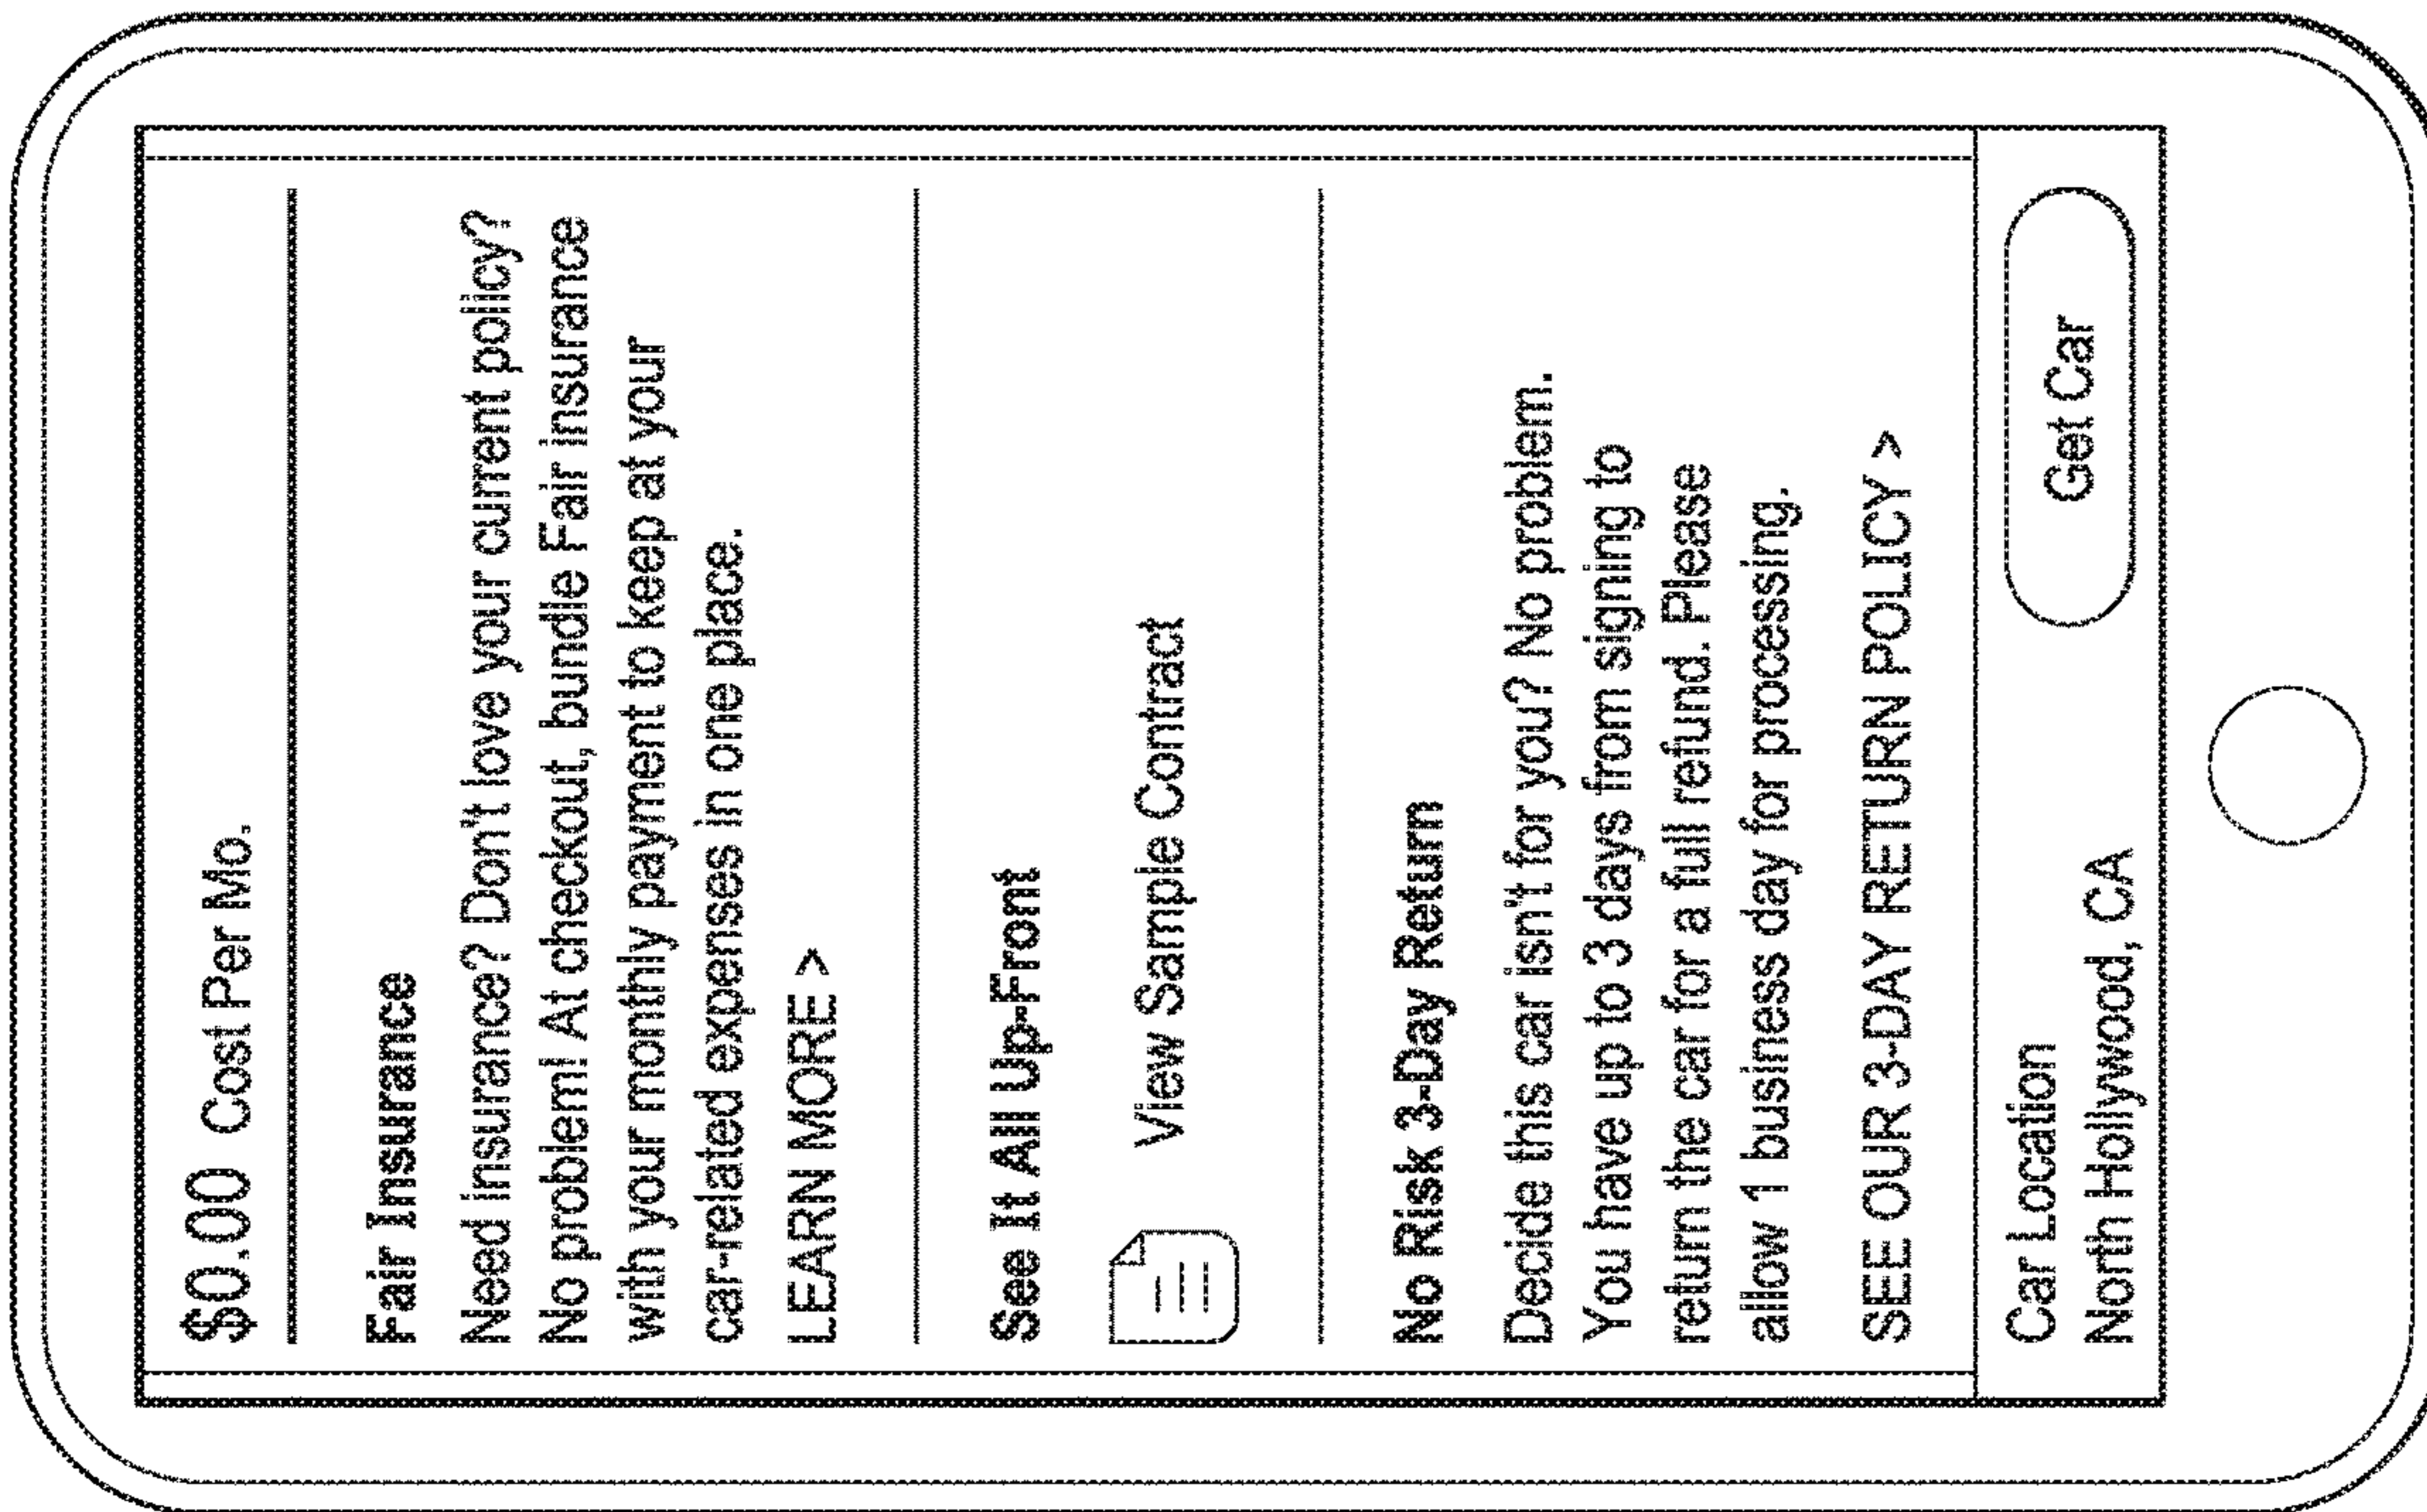 $0.00 Cost Per Mo.
Fair Insurance
Need insurance? Don't love your current policy?
No problem! At checkout, bundle Fair insurance
with your monthly payment to keep at your
car-related expenses in one place.
LEARN MORE >
See It All Up-Front
View Sample Contract
No Risk 3-Day Return
Decide this car isn't for you? No problem.
You have up to 3 days from signing to
return the car for a full refund. Please
allow 1 business day for processing.
SEE OUR 3-DAY RETURN POLICY >
Car Location
North Hollywood, CA
Get Car